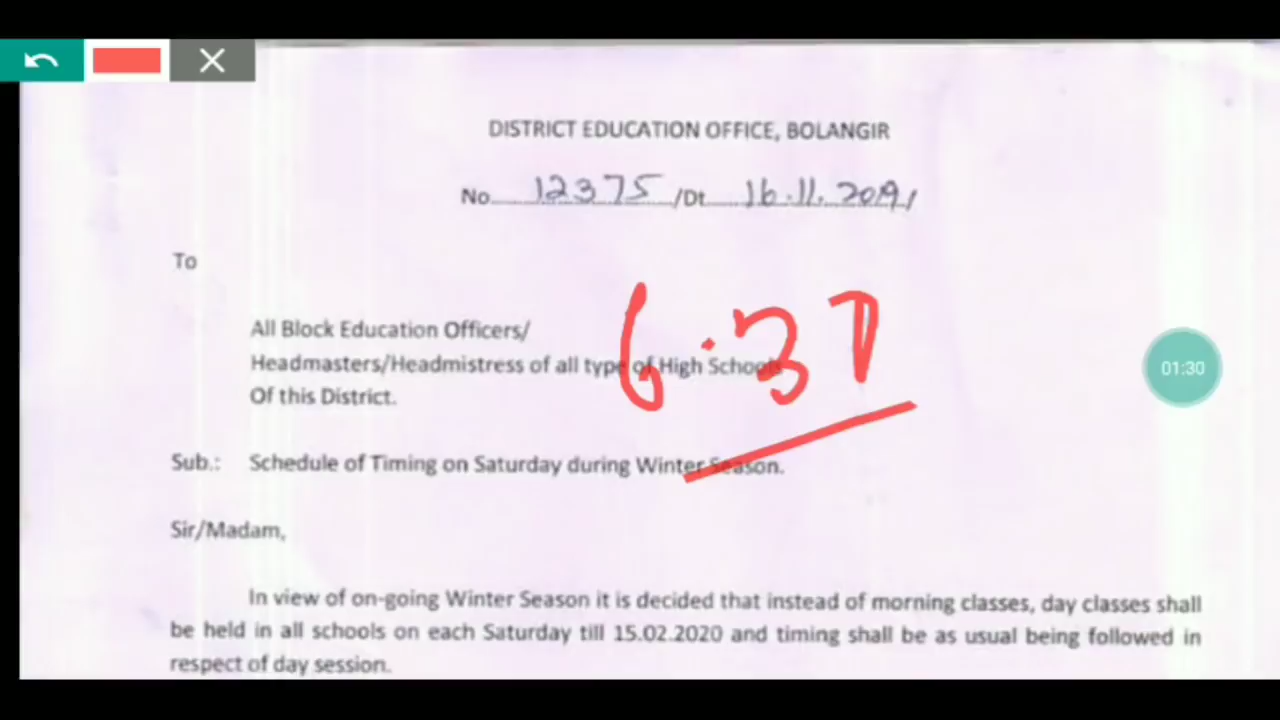 DISTRICT EDUCATION OFFICE, BOLANGIR
No 12375 /Dt 16.11.2019/
To
All Block Education Officers/
Headmasters/Headmistress of all type of High Schools
Of this District.
6.30
01:30
Sub.: Schedule of Timing on Saturday during Winter Season.
Sir/Madam,
In view of on-going Winter Season it is decided that instead of morning classes, day classes shall
be held in all schools on each Saturday till 15.02.2020 and timing shall be as usual being followed in
respect of day session.